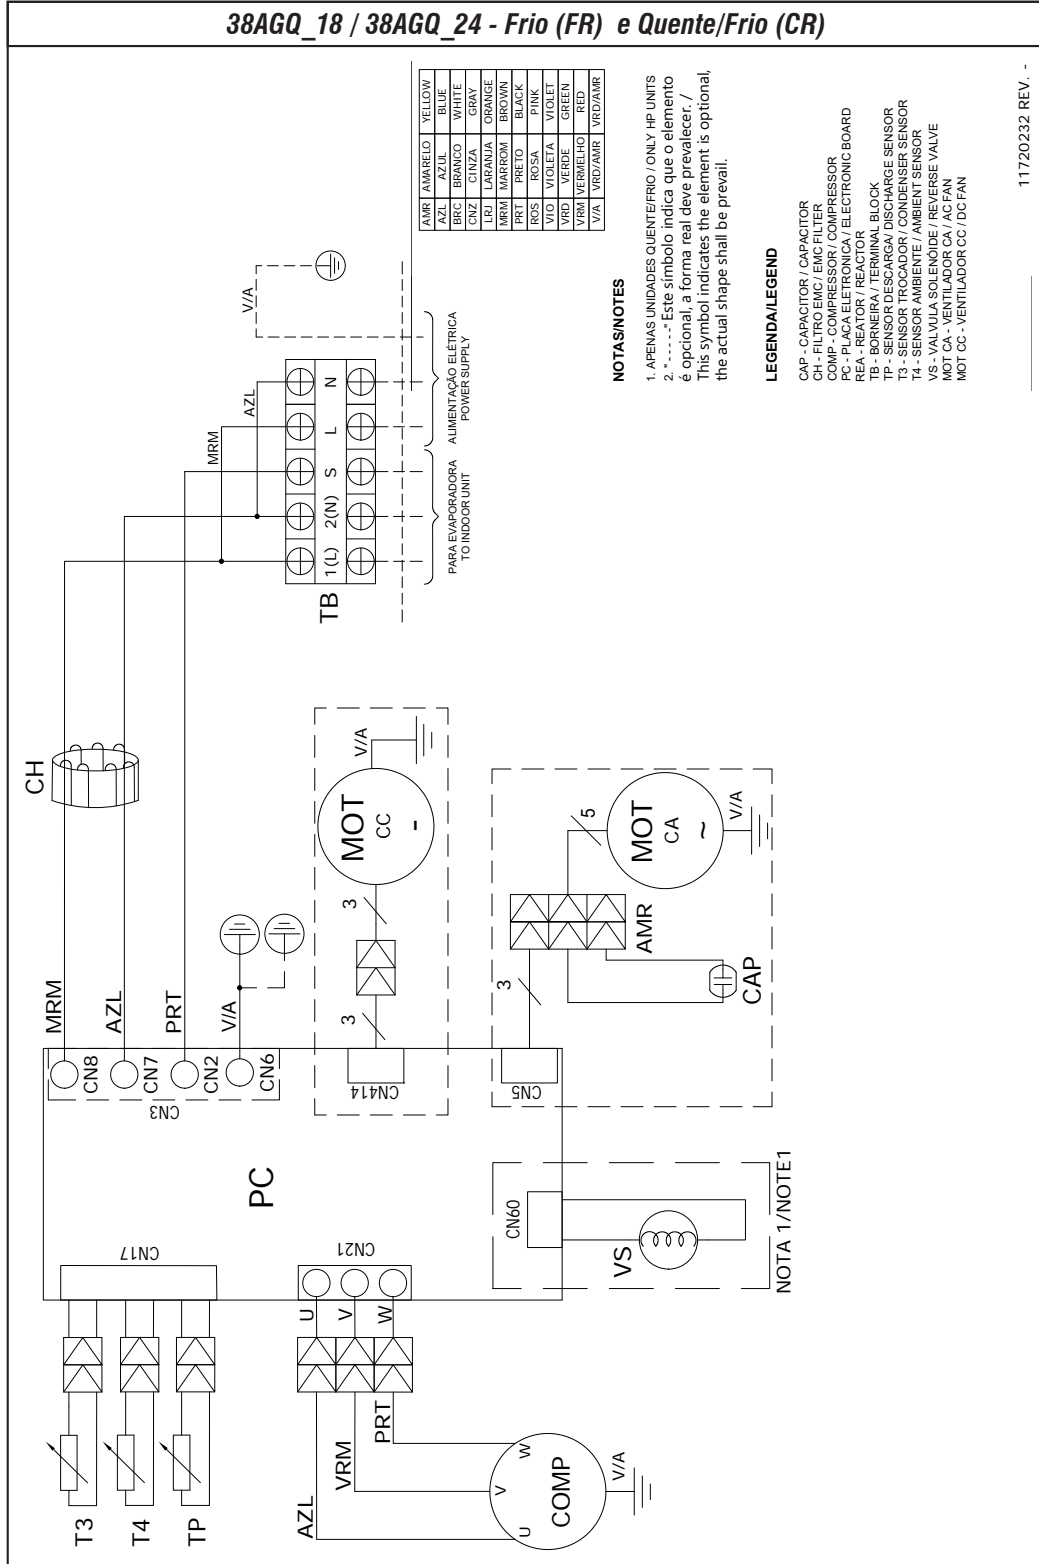 38AGQ_18 / 38AGQ_24 - Frio (FR) e Quente/Frio (CR)
AMR AMARELO YELLOW
AZL AZUL BLUE
BRC BRANCO WHITE
CNZ CINZA GRAY
LRJ LARANJA ORANGE
MRM MARROM BROWN
PRT PRETO BLACK
ROS ROSA PINK
VIO VIOLETA VIOLET
VRD VERDE GREEN
VRM VERMELHO RED
V/A VRD/AMR VRD/AMR
NOTAS/NOTES
1. APENAS UNIDADES QUENTE/FRIO / ONLY HP UNITS
2. "-----" Este símbolo indica que o elemento
é opcional, a forma real deve prevalecer. /
This symbol indicates the element is optional,
the actual shape shall be prevail.
LEGENDA/LEGEND
CAP - CAPACITOR / CAPACITOR
CH - FILTRO EMC / EMC FILTER
COMP - COMPRESSOR / COMPRESSOR
PC - PLACA ELETRONICA / ELECTRONIC BOARD
REA - REATOR / REACTOR
TB - BORNEIRA / TERMINAL BLOCK
TP - SENSOR DESCARGA/ DISCHARGE SENSOR
T3 - SENSOR TROCADOR / CONDENSER SENSOR
T4 - SENSOR AMBIENTE / AMBIENT SENSOR
VS - VALVULA SOLENÓIDE / REVERSE VALVE
MOT CA - VENTILADOR CA / AC FAN
MOT CC - VENTILADOR CC / DC FAN
11720232 REV. -
V/A
AZL
MRM
TB
1(L) 2(N) S L N
PARA EVAPORADORA
TO INDOOR UNIT
ALIMENTAÇÃO ELÉTRICA
POWER SUPPLY
CH
MRM
AZL
PRT
V/A
CN8
CN7
CN2
CN6
CN3
PC
CN414
3
3
MOT
CC
-
V/A
CN5
3
AMR
5
MOT
CA
~
V/A
CAP
CN60
VS
NOTA 1/NOTE1
CN17
T3
T4
TP
CN21
U
V
W
AZL
VRM
PRT
U
V
W
COMP
V/A